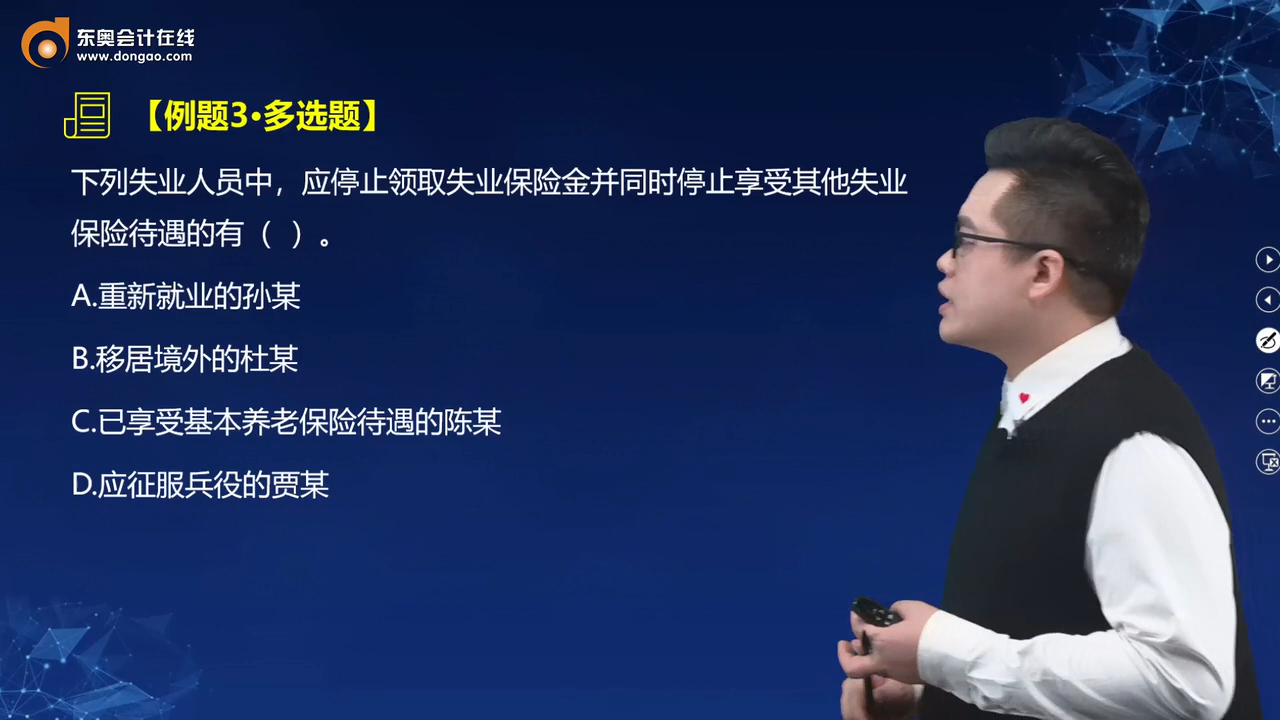 东奥会计在线
www.dongao.com
【例题3•多选题】
下列失业人员中，应停止领取失业保险金并同时停止享受其他失业
保险待遇的有（ ）。
A.重新就业的孙某
B.移居境外的杜某
C.已享受基本养老保险待遇的陈某
D.应征服兵役的贾某